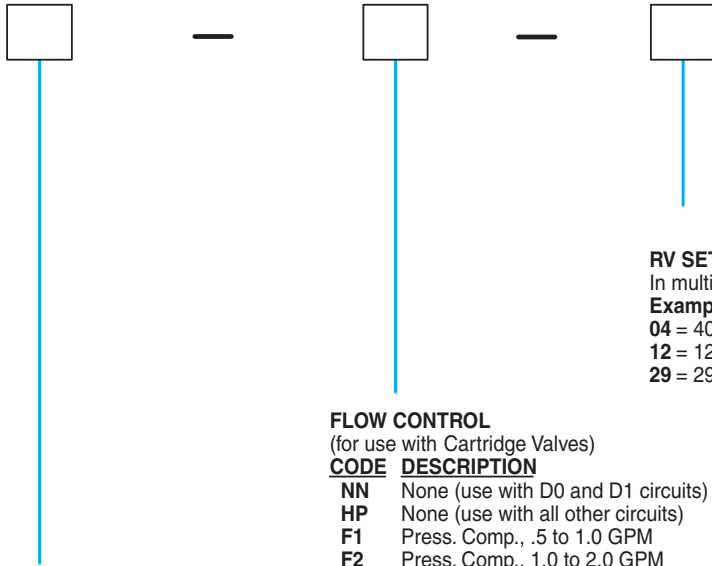 RV SET
In multi
Examp
04 = 40
12 = 12
29 = 29
FLOW CONTROL
(for use with Cartridge Valves)
CODE DESCRIPTION
NN None (use with D0 and D1 circuits)
HP None (use with all other circuits)
F1 Press. Comp., .5 to 1.0 GPM
F2 Press. Comp., 1.0 to 2.0 GPM